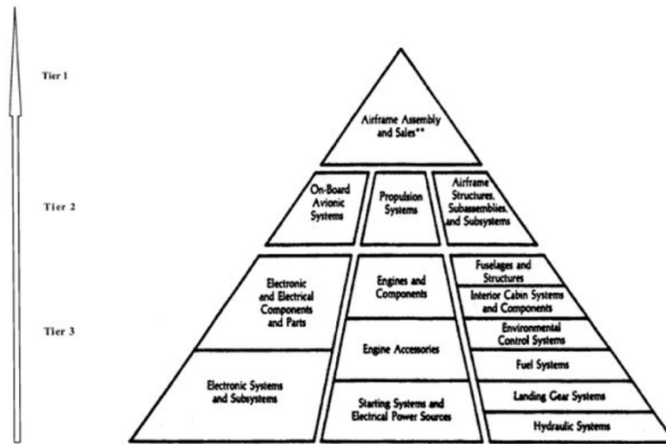 Tier 1
Airframe Assembly
and Sales**
Tier 2
On-Board
Avionic
Systems
Propulsion
Systems
Airframe
Structures,
Subassemblies,
and Subsystems
Tier 3
Electronic
and Electrical
Components
and Parts
Electronic Systems
and Subsystems
Engines and
Components
Engine Accessories
Starting Systems and
Electrical Power Sources
Fuselages and
Structures
Interior Cabin Systems
and Components
Environmental
Control Systems
Fuel Systems
Landing Gear Systems
Hydraulic Systems